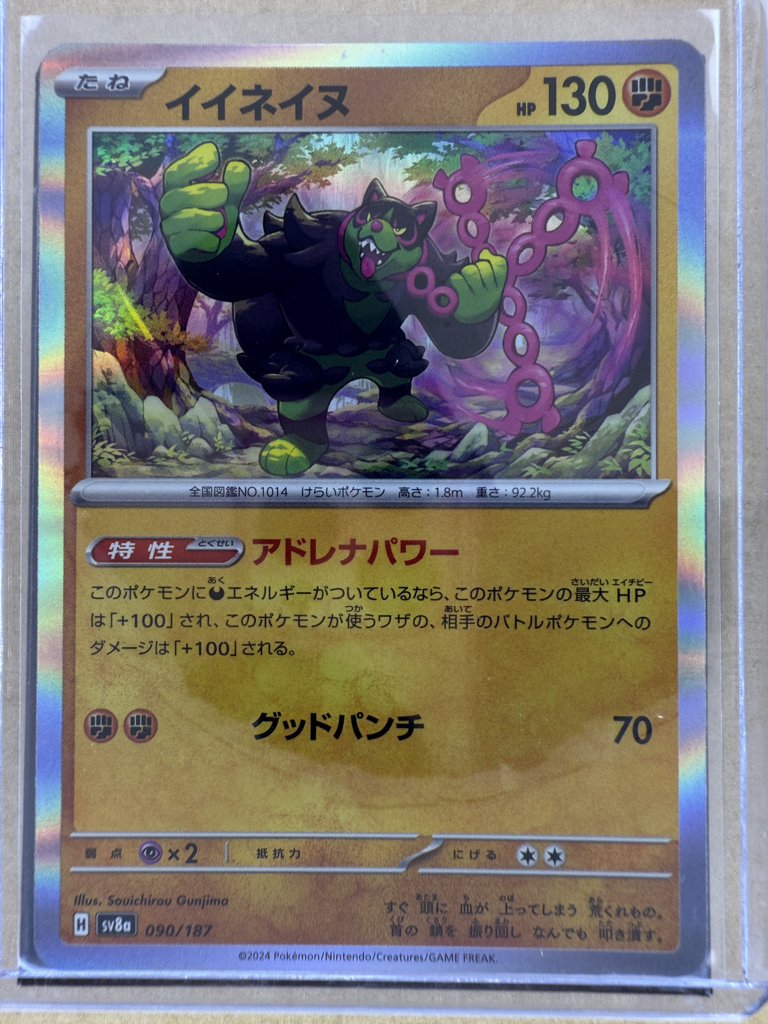 たね
イイネイヌ
HP 130
全国図鑑NO.1014 けらいポケモン 高さ:1.8m 重さ:92.2kg
特性 とくせい アドレナパワー
このポケモンに エネルギーがついているなら、このポケモンの最大 HP
は「+100」され、このポケモンが使うワザの、相手のバトルポケモンへの
ダメージは「+100」される。
グッドパンチ 70
弱点 ×2 抵抗力 にげる
Illus. Souichirou Gunjima
すぐ 頭に 血が 上ってしまう 荒くれもの。
首の 鎖を 振り回し なんでも 叩き潰す。
H sv8a 090/187
©2024 Pokémon/Nintendo/Creatures/GAME FREAK.